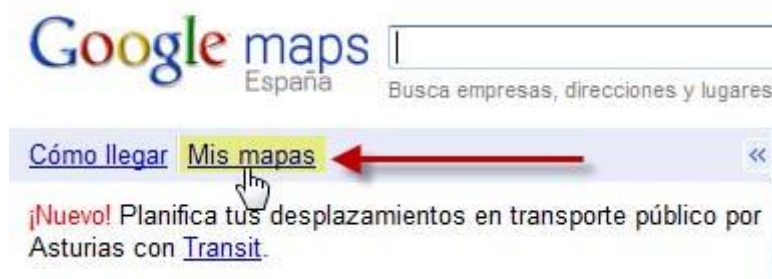 Google maps
España
Busca empresas, direcciones y lugares
Cómo llegar Mis mapas «
¡Nuevo! Planifica tus desplazamientos en transporte público por
Asturias con Transit.